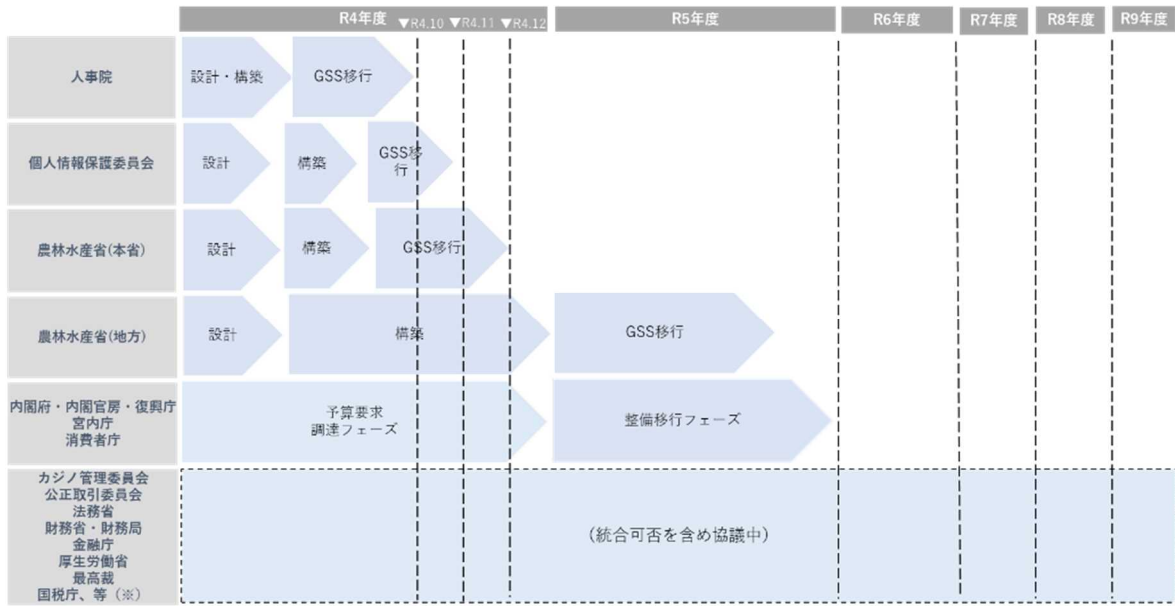 R4年度 ▼R4.10 ▼R4.11 ▼R4.12 R5年度 R6年度 R7年度 R8年度 R9年度
人事院 設計・構築 GSS移行
個人情報保護委員会 設計 構築 GSS移
行
農林水産省(本省) 設計 構築 GSS移行
農林水産省(地方) 設計 構築 GSS移行
内閣府・内閣官房・復興庁
宮内庁
消費者庁
予算要求
調達フェーズ
整備移行フェーズ
カジノ管理委員会
公正取引委員会
法務省
財務省・財務局
金融庁
厚生労働省
最高裁
国税庁、等（※）
(統合可否を含め協議中)